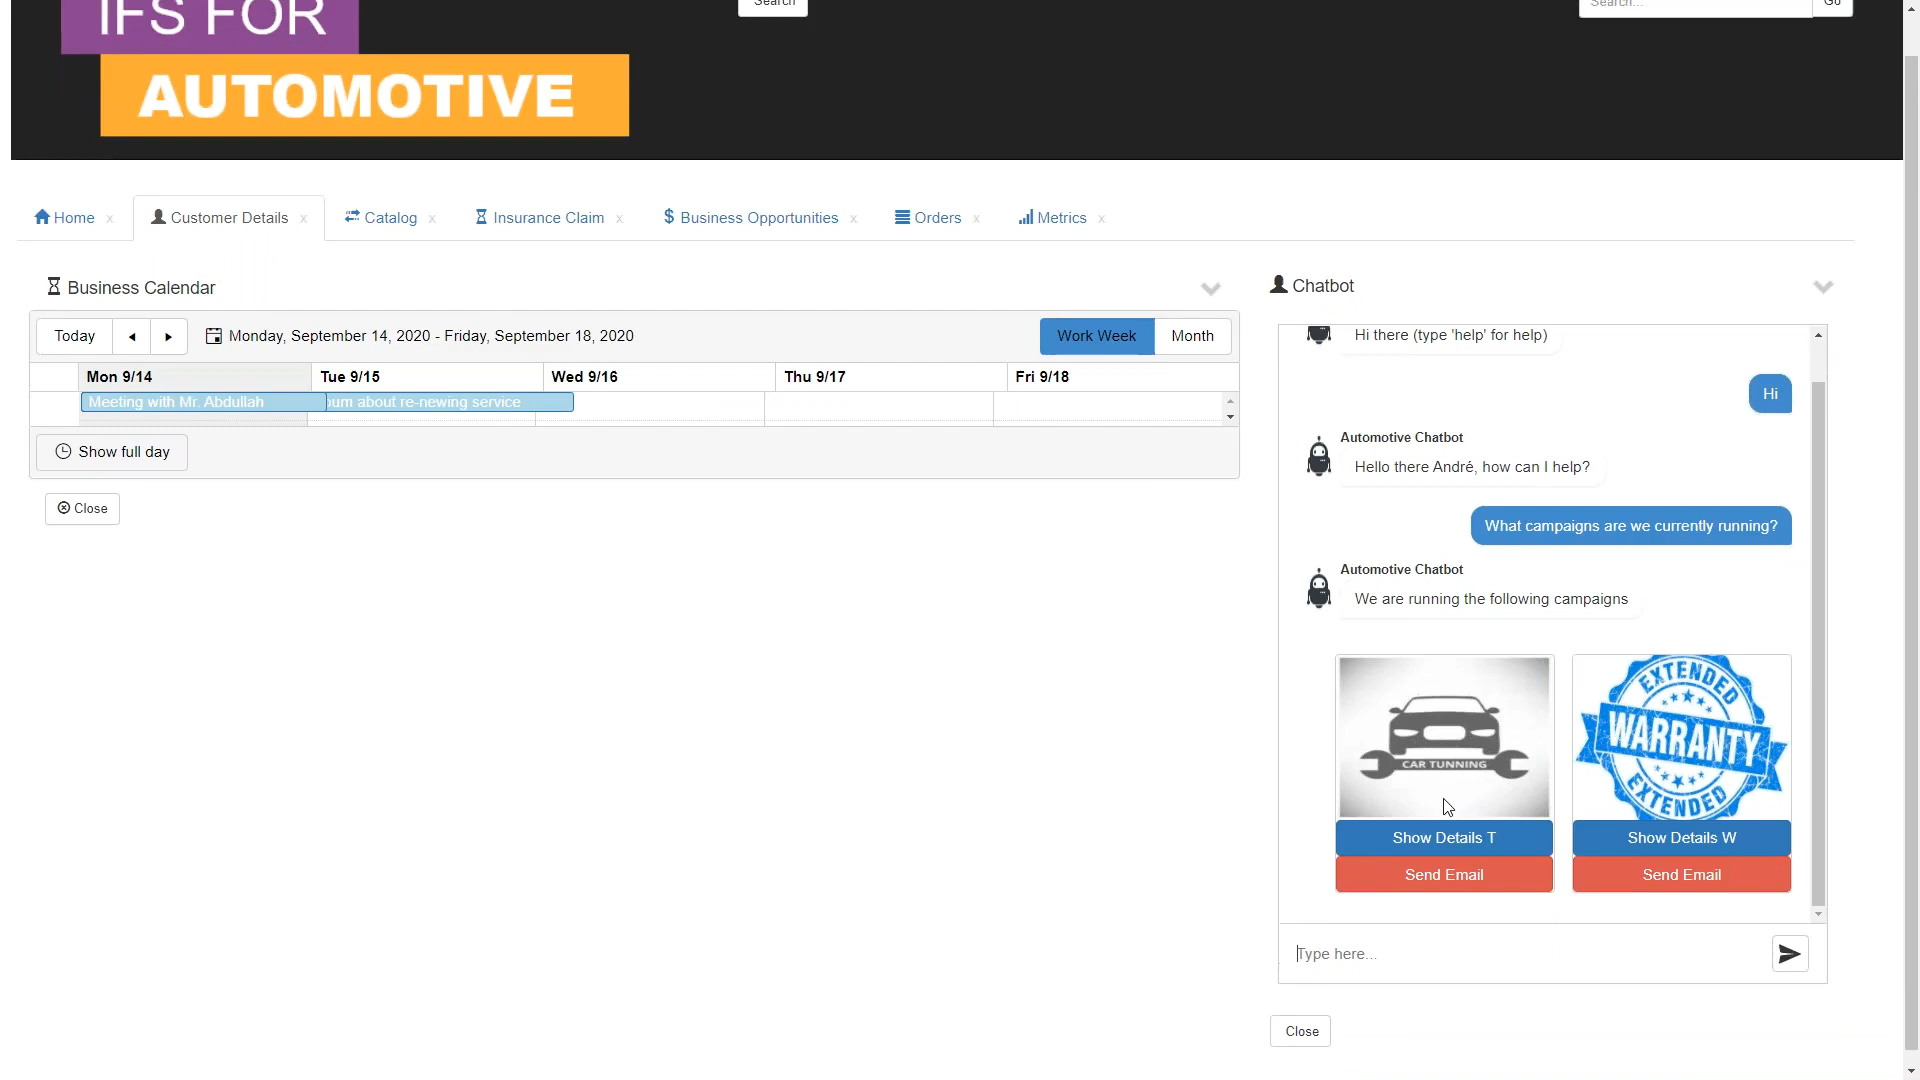 IFS FOR
Search
Search...
Go
AUTOMOTIVE
Home x
Customer Details x
Catalog x
Insurance Claim x
$ Business Opportunities x
Orders x
Metrics x
Business Calendar
Today
Monday, September 14, 2020 - Friday, September 18, 2020
Work Week
Month
Mon 9/14
Tue 9/15
Wed 9/16
Thu 9/17
Fri 9/18
Meeting with Mr. Abdullah
about re-newing service
Show full day
Close
Chatbot
Hi there (type 'help' for help)
Hi
Automotive Chatbot
Hello there André, how can I help?
What campaigns are we currently running?
Automotive Chatbot
We are running the following campaigns
CAR TUNNING
EXTENDED
WARRANTY
EXTENDED
Show Details T
Show Details W
Send Email
Send Email
Type here...
Close